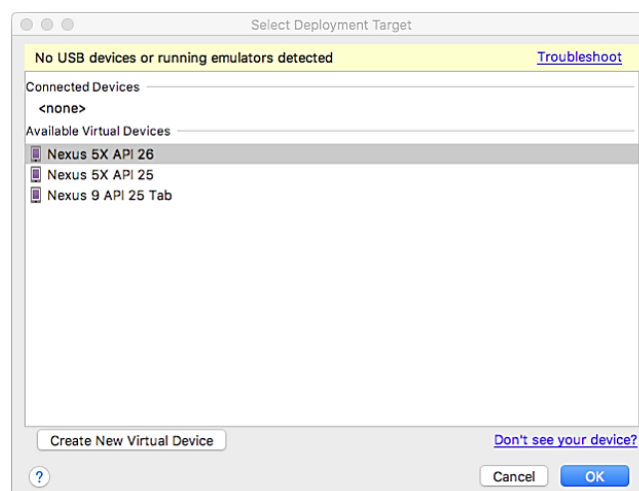 Select Deployment Target
No USB devices or running emulators detected Troubleshoot
Connected Devices
<none>
Available Virtual Devices
Nexus 5X API 26
Nexus 5X API 25
Nexus 9 API 25 Tab
Create New Virtual Device Don't see your device?
? Cancel OK